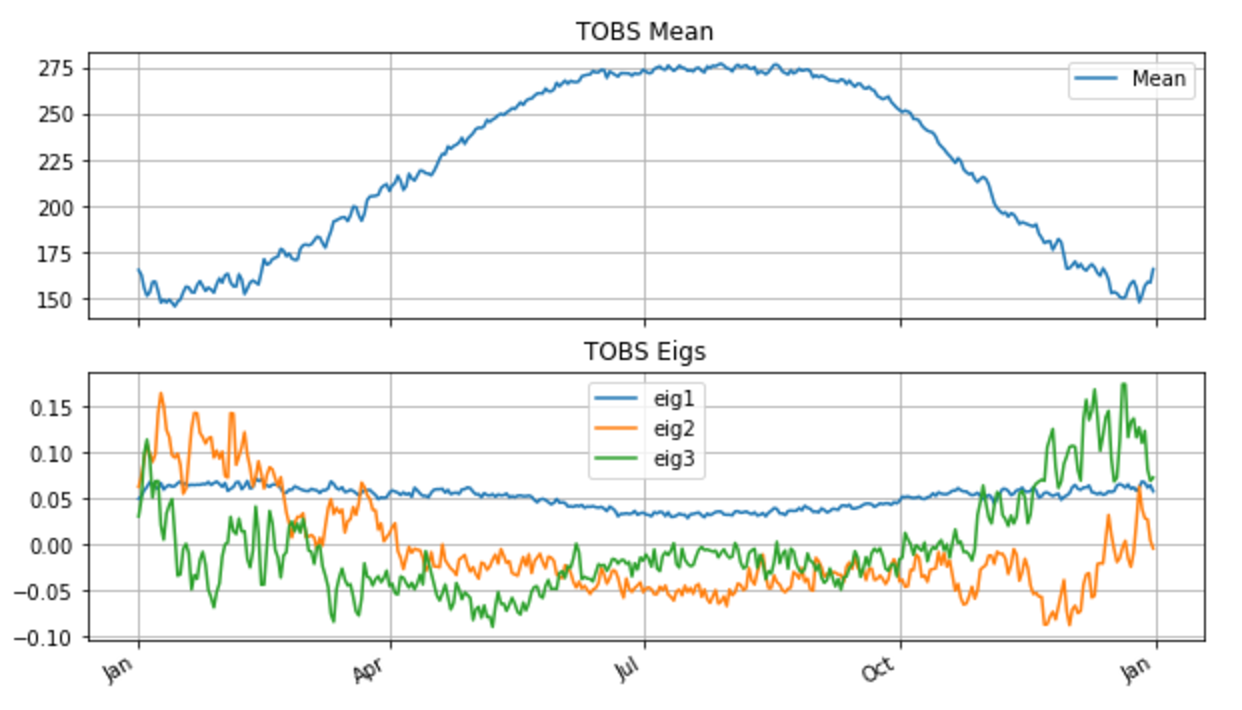 TOBS Mean
275
250
225
200
175
150
Mean
TOBS Eigs
0.15
0.10
0.05
0.00
−0.05
−0.10
eig1
eig2
eig3
Jan
Apr
Jul
Oct
Jan